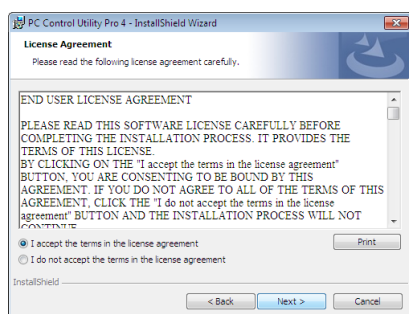 PC Control Utility Pro 4 - InstallShield Wizard
License Agreement
Please read the following license agreement carefully.
END USER LICENSE AGREEMENT
PLEASE READ THIS SOFTWARE LICENSE CAREFULLY BEFORE
COMPLETING THE INSTALLATION PROCESS. IT PROVIDES THE
TERMS OF THIS LICENSE.
BY CLICKING ON THE "I accept the terms in the license agreement"
BUTTON, YOU ARE CONSENTING TO BE BOUND BY THIS
AGREEMENT. IF YOU DO NOT AGREE TO ALL OF THE TERMS OF THIS
AGREEMENT, CLICK THE "I do not accept the terms in the license
agreement" BUTTON AND THE INSTALLATION PROCESS WILL NOT
CONTINUE.
I accept the terms in the license agreement
Print
I do not accept the terms in the license agreement
InstallShield
< Back
Next >
Cancel